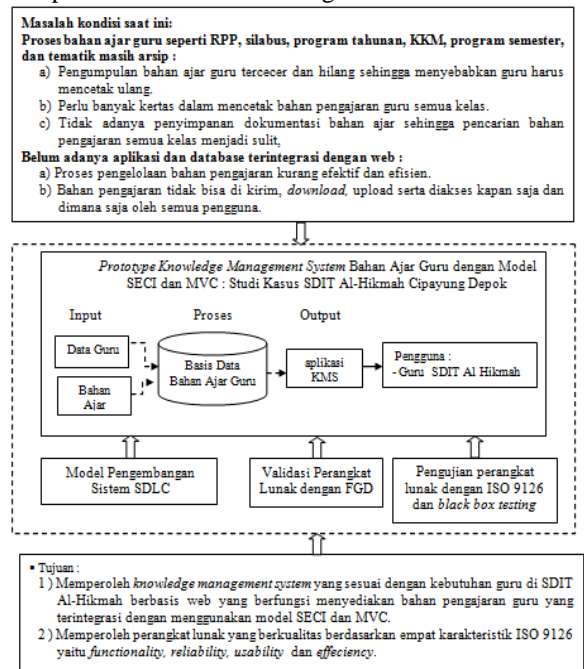 Masalah kondisi saat ini:
Proses bahan ajar guru seperti RPP, silabus, program tahunan, KKM, program semester,
dan tematik masih arsip :
a) Pengumpulan bahan ajar guru tercecer dan hilang sehingga menyebabkan guru harus
mencetak ulang.
b) Perlu banyak kertas dalam mencetak bahan pengajaran guru semua kelas.
c) Tidak adanya penyimpanan dokumentasi bahan ajar sehingga pencarian bahan
pengajaran semua kelas menjadi sulit,
Belum adanya aplikasi dan database terintegrasi dengan web :
a) Proses pengelolaan bahan pengajaran kurang efektif dan efisien.
b) Bahan pengajaran tidak bisa di kirim, download, upload serta diakses kapan saja dan
dimana saja oleh semua pengguna.
Prototype Knowledge Management System Bahan Ajar Guru dengan Model
SECI dan MVC : Studi Kasus SDIT Al-Hikmah Cipayung Depok
Input Proses Output
Data Guru
Bahan
Ajar
Basis Data
Bahan Ajar Guru
aplikasi
KMS
Pengguna :
- Guru SDIT Al Hikmah
Model Pengembangan
Sistem SDLC
Validasi Perangkat
Lunak dengan FGD
Pengujian perangkat
lunak dengan ISO 9126
dan black box testing
▪ Tujuan :
1 ) Memperoleh knowledge management system yang sesuai dengan kebutuhan guru di SDIT
Al-Hikmah berbasis web yang berfungsi menyediakan bahan pengajaran guru yang
terintegrasi dengan menggunakan model SECI dan MVC.
2 ) Memperoleh perangkat lunak yang berkualitas berdasarkan empat karakteristik ISO 9126
yaitu functionality, reliability, usability dan effeciency.